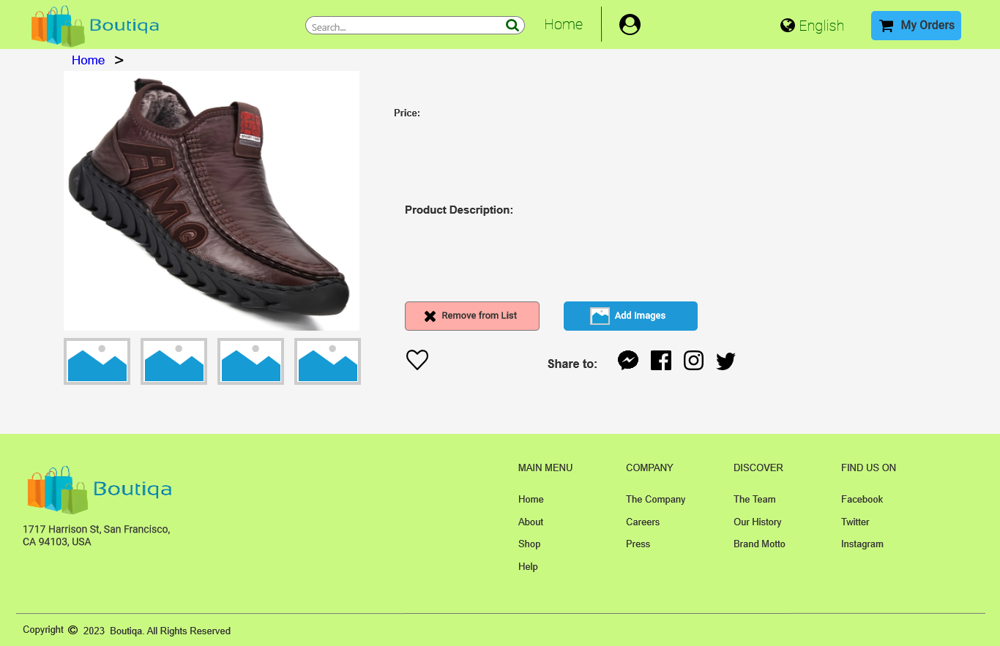 Boutiqa
Search...
Home
English
My Orders
Home >
AMG
SPORT
Price:
Product Description:
Remove from List
Add Images
Share to:
Boutiqa
1717 Harrison St, San Francisco,
CA 94103, USA
MAIN MENU
Home
About
Shop
Help
COMPANY
The Company
Careers
Press
DISCOVER
The Team
Our History
Brand Motto
FIND US ON
Facebook
Twitter
Instagram
Copyright © 2023 Boutiqa. All Rights Reserved